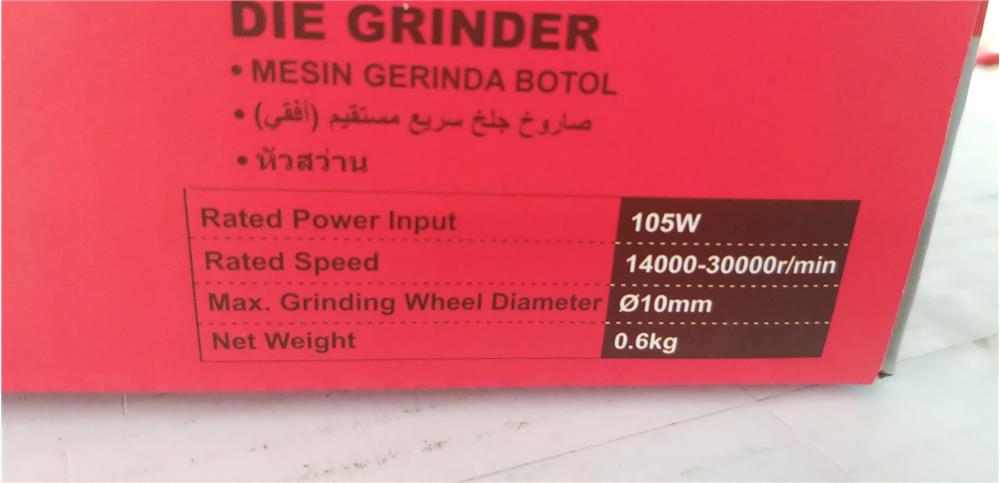 DIE GRINDER
• MESIN GERINDA BOTOL
• صاروخ جلخ سريع مستقيم (أفقي)
• หัวสว่าน
Rated Power Input 105W
Rated Speed 14000-30000r/min
Max. Grinding Wheel Diameter Ø10mm
Net Weight 0.6kg